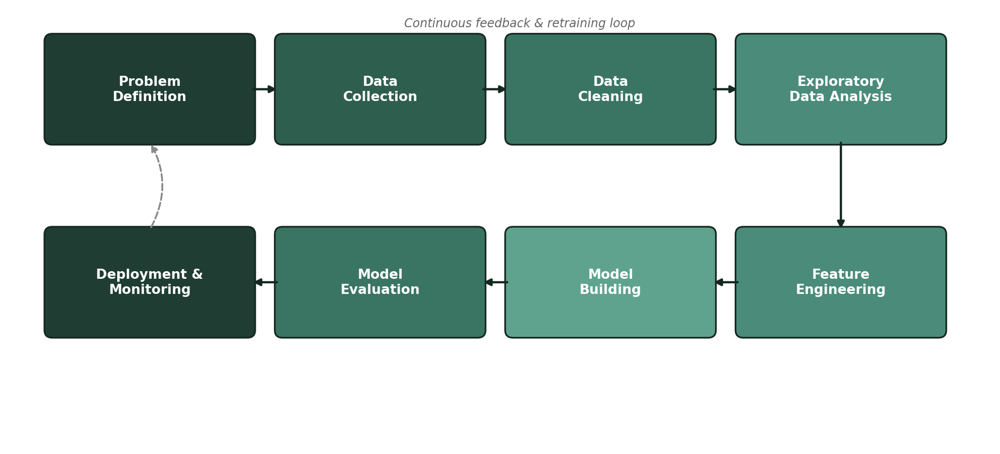 Continuous feedback & retraining loop
Problem
Definition
Data
Collection
Data
Cleaning
Exploratory
Data Analysis
Deployment &
Monitoring
Model
Evaluation
Model
Building
Feature
Engineering